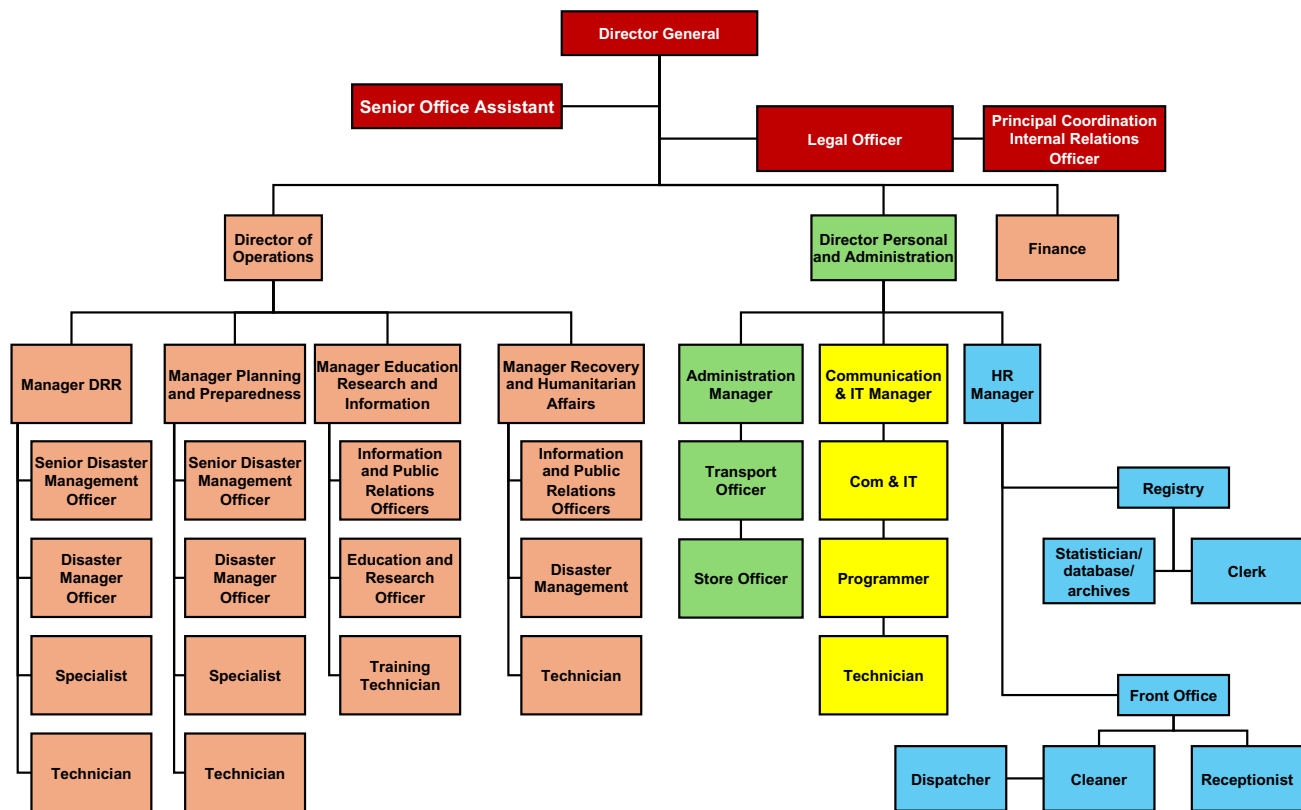 Director General
Senior Office Assistant
Legal Officer
Principal Coordination
Internal Relations
Officer
Director of
Operations
Director Personal
and Administration
Finance
Manager DRR
Manager Planning
and Preparedness
Manager Education
Research and
Information
Manager Recovery
and Humanitarian
Affairs
Administration
Manager
Communication
& IT Manager
HR
Manager
Senior Disaster
Management
Officer
Senior Disaster
Management
Officer
Information
and Public
Relations
Officers
Information
and Public
Relations
Officers
Transport
Officer
Com & IT
Registry
Disaster
Manager
Officer
Disaster
Manager
Officer
Education and
Research
Officer
Disaster
Management
Store Officer
Programmer
Statistician/
database/
archives
Clerk
Specialist
Specialist
Training
Technician
Technician
Technician
Front Office
Technician
Technician
Dispatcher
Cleaner
Receptionist